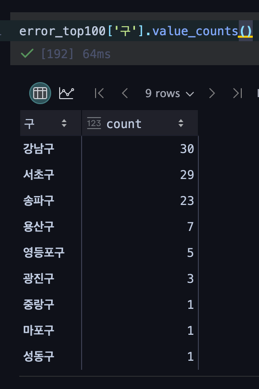 error_top100['구'].value_counts()
[192] 64ms
9 rows
구 123 count
강남구 30
서초구 29
송파구 23
용산구 7
영등포구 5
광진구 3
중랑구 1
마포구 1
성동구 1